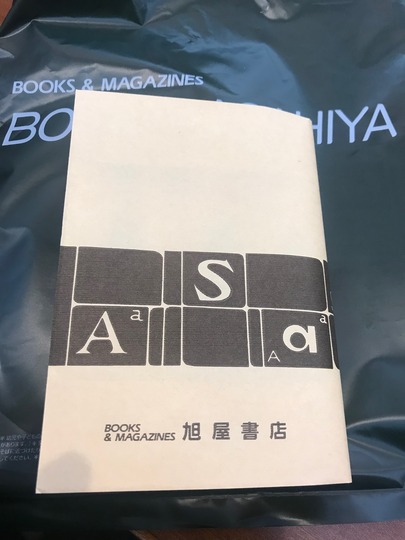 BOOKS & MAGAZINES
BO HIYA
S
A a
A a a
BOOKS
& MAGAZINES 旭屋書店